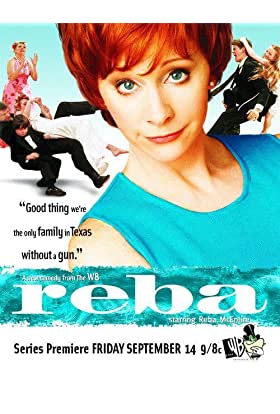 "Good thing we're
the only family in Texas
without a gun."
A new comedy from The WB
reba
starring Reba McEntire
Series Premiere FRIDAY SEPTEMBER 14 9/8c
WB